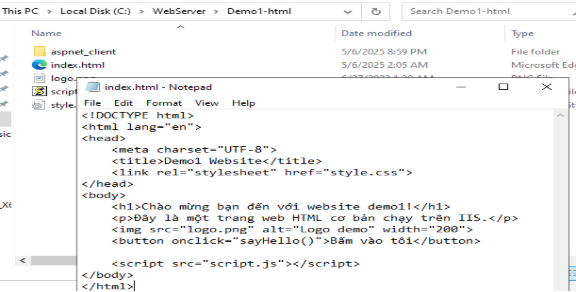 This PC > Local Disk (C:) > WebServer > Demo1-html
Search Demo1-html
Name Date modified Type
aspnet_client 5/6/2025 8:59 PM File folder
index.html 5/6/2025 2:05 AM Microsoft Edg
index.html - Notepad
File Edit Format View Help
<!DOCTYPE html>
<html lang="en">
<head>
<meta charset="UTF-8">
<title>Demo1 Website</title>
<link rel="stylesheet" href="style.css">
</head>
<body>
<h1>Chào mừng bạn đến với website demo1!</h1>
<p>Đây là một trang web HTML cơ bản chạy trên IIS.</p>
<img src="logo.png" alt="Logo demo" width="200">
<button onclick="sayHello()">Bấm vào tôi</button>
<script src="script.js"></script>
</body>
</html>